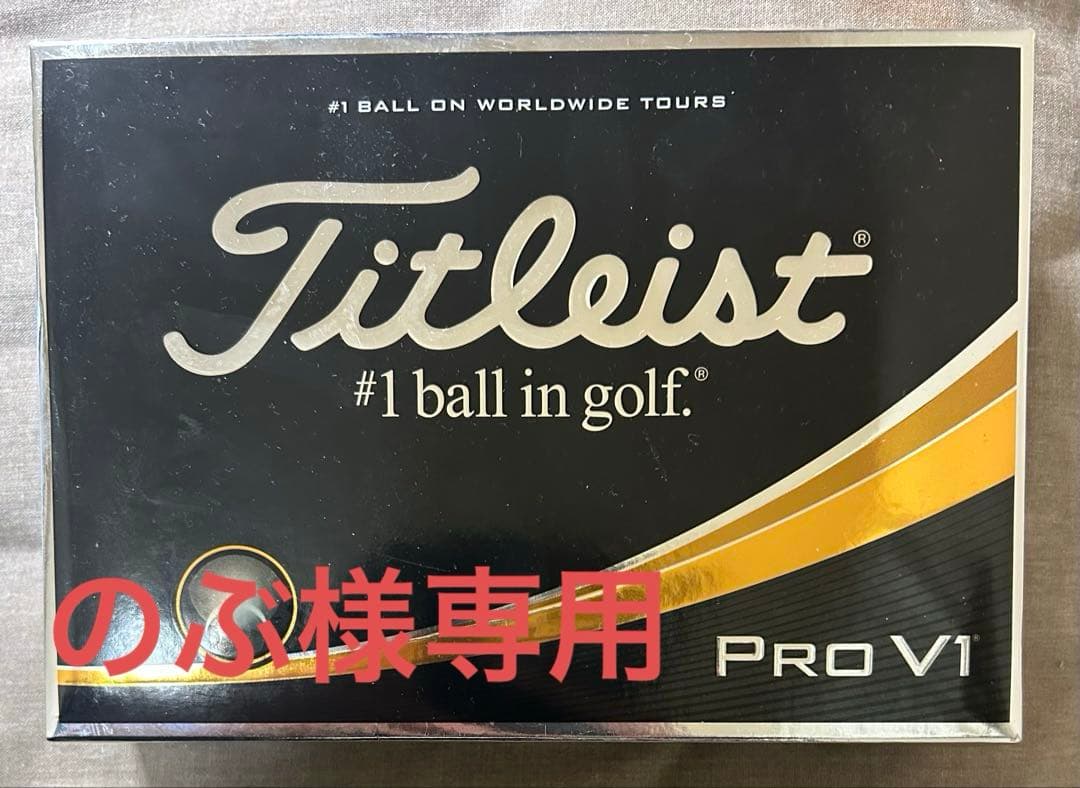 #1 BALL ON WORLDWIDE TOURS
Titleist®
#1 ball in golf.®
のぶ様専用
PRO V1®